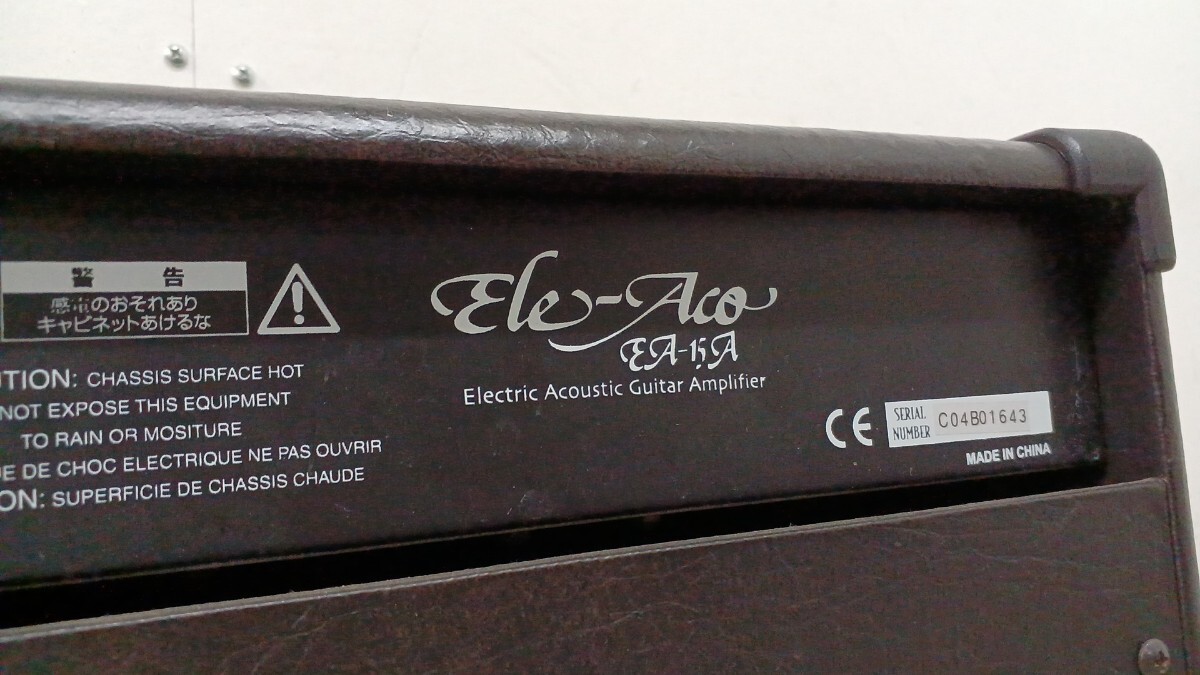 警 告
感電のおそれあり
キャビネットあけるな
UTION: CHASSIS SURFACE HOT
NOT EXPOSE THIS EQUIPMENT
TO RAIN OR MOSITURE
UE DE CHOC ELECTRIQUE NE PAS OUVRIR
ON: SUPERFICIE DE CHASSIS CHAUDE
Ele-Aco
EA-15A
Electric Acoustic Guitar Amplifier
CE
SERIAL NUMBER C04B01643
MADE IN CHINA